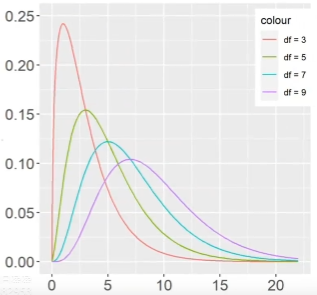 colour
df = 3
df = 5
df = 7
df = 9
0.25
0.20
0.15
0.10
0.05
0.00
0 5 10 15 20